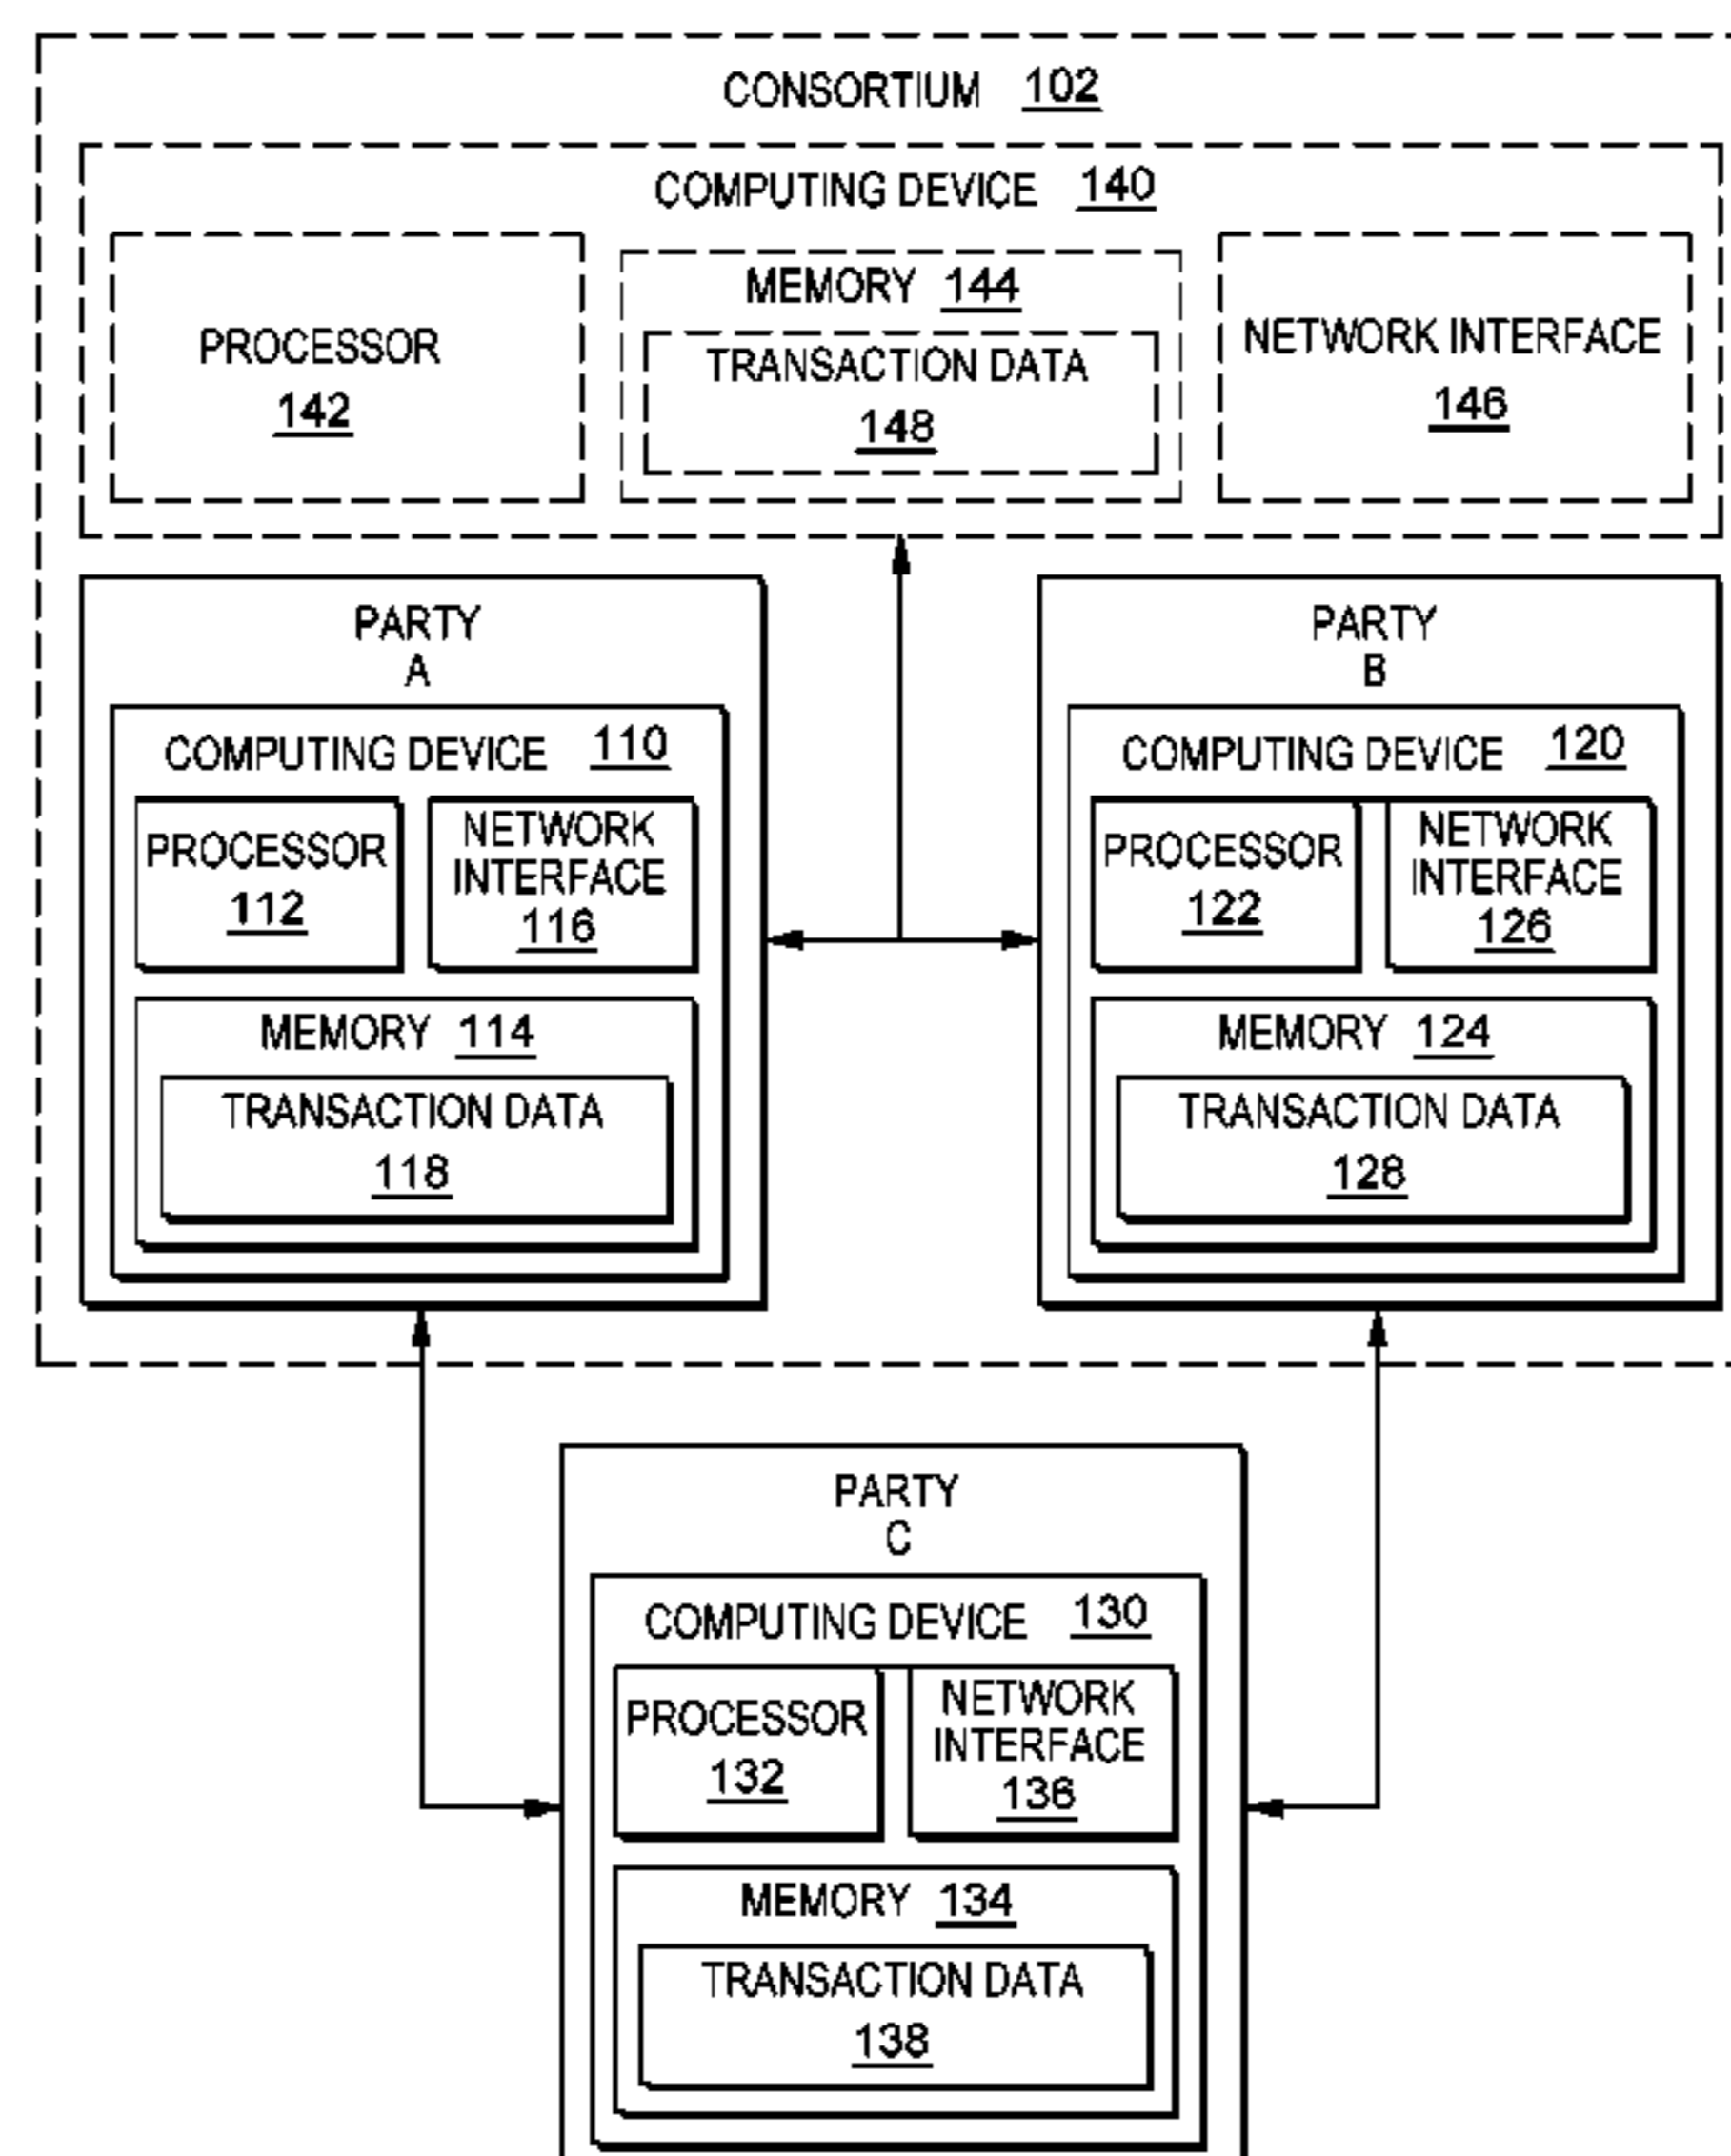 CONSORTIUM 102
COMPUTING DEVICE 140
PROCESSOR
142
MEMORY 144
TRANSACTION DATA
148
NETWORK INTERFACE
146
PARTY
A
COMPUTING DEVICE 110
PROCESSOR
112
NETWORK
INTERFACE
116
MEMORY 114
TRANSACTION DATA
118
PARTY
B
COMPUTING DEVICE 120
PROCESSOR
122
NETWORK
INTERFACE
126
MEMORY 124
TRANSACTION DATA
128
PARTY
C
COMPUTING DEVICE 130
PROCESSOR
132
NETWORK
INTERFACE
136
MEMORY 134
TRANSACTION DATA
138